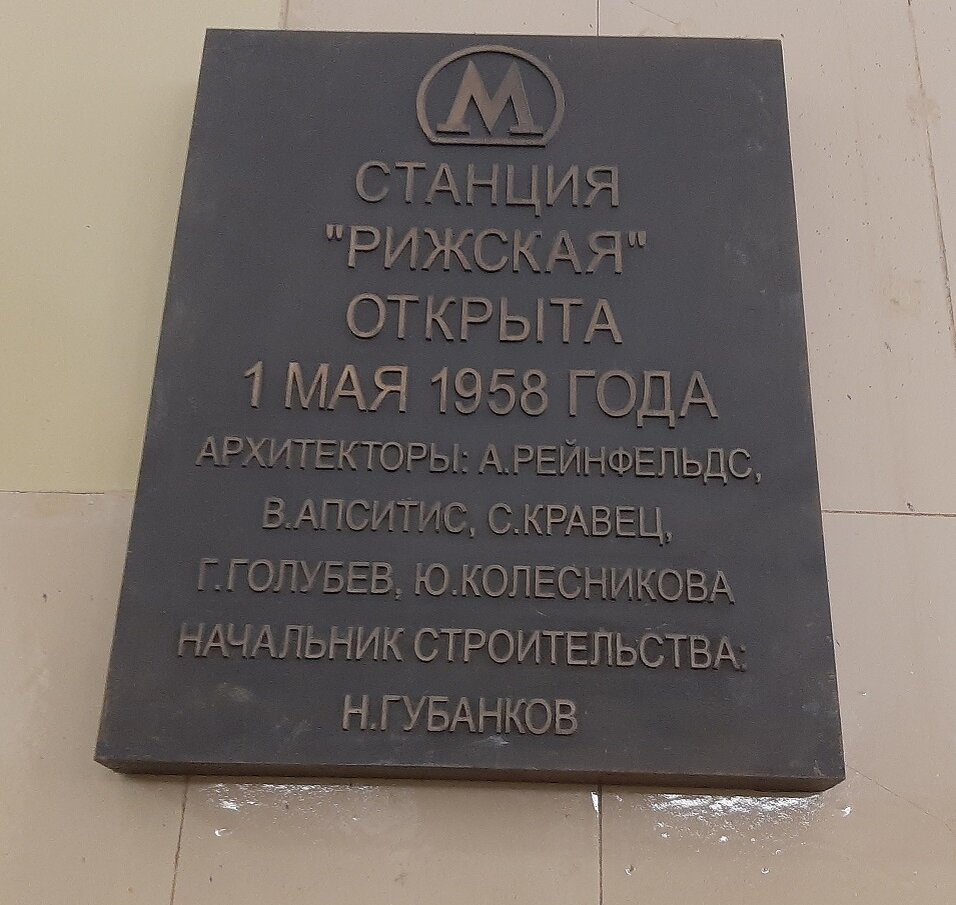 М
СТАНЦИЯ
"РИЖСКАЯ"
ОТКРЫТА
1 МАЯ 1958 ГОДА
АРХИТЕКТОРЫ: А.РЕЙНФЕЛЬДС,
В.АПСИТИС, С.КРАВЕЦ,
Г.ГОЛУБЕВ, Ю.КОЛЕСНИКОВА
НАЧАЛЬНИК СТРОИТЕЛЬСТВА:
Н.ГУБАНКОВ